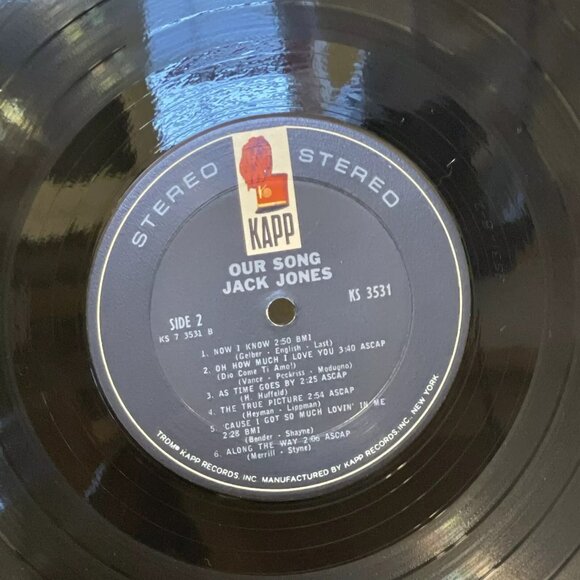 STEREO STEREO
K
KAPP
OUR SONG
JACK JONES
SIDE 2
KS 3531
KS 7 3531 B
1. NOW I KNOW 2:50 BMI
(Gelber - English - Last)
2. OH HOW MUCH I LOVE YOU 3:40 ASCAP
(Dio Come Ti Amo!)
(Vance - Pockriss - Modugno)
3. AS TIME GOES BY 2:25 ASCAP
(H. Huffeld)
4. THE TRUE PICTURE 2:54 ASCAP
(Heyman - Lippman)
5. 'CAUSE I GOT SO MUCH LOVIN' IN ME
2:28 BMI
(Bender - Shayne)
6. ALONG THE WAY 2:06 ASCAP
(Merrill - Styne)
TRDMK KAPP RECORDS, INC. MANUFACTURED BY KAPP RECORDS, INC. NEW YORK